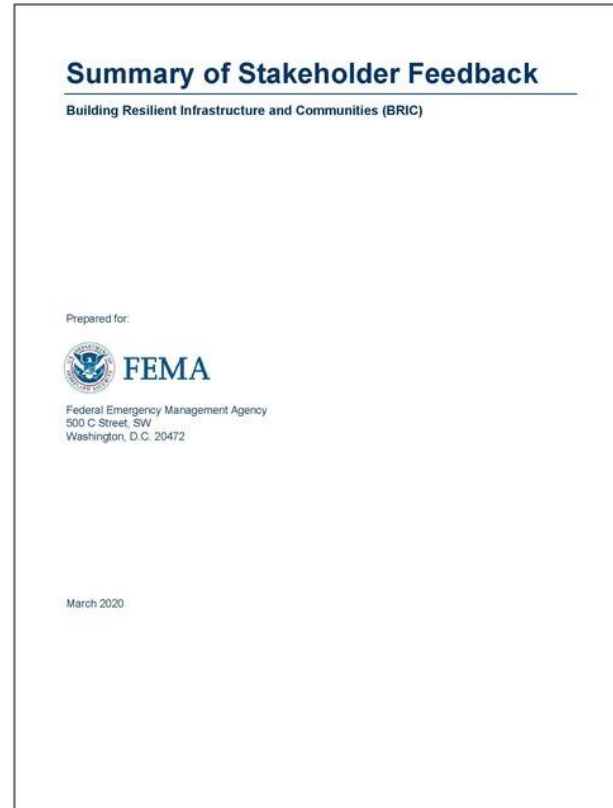 Summary of Stakeholder Feedback
Building Resilient Infrastructure and Communities (BRIC)
Prepared for:
FEMA
Federal Emergency Management Agency
500 C Street, SW
Washington, D.C. 20472
March 2020